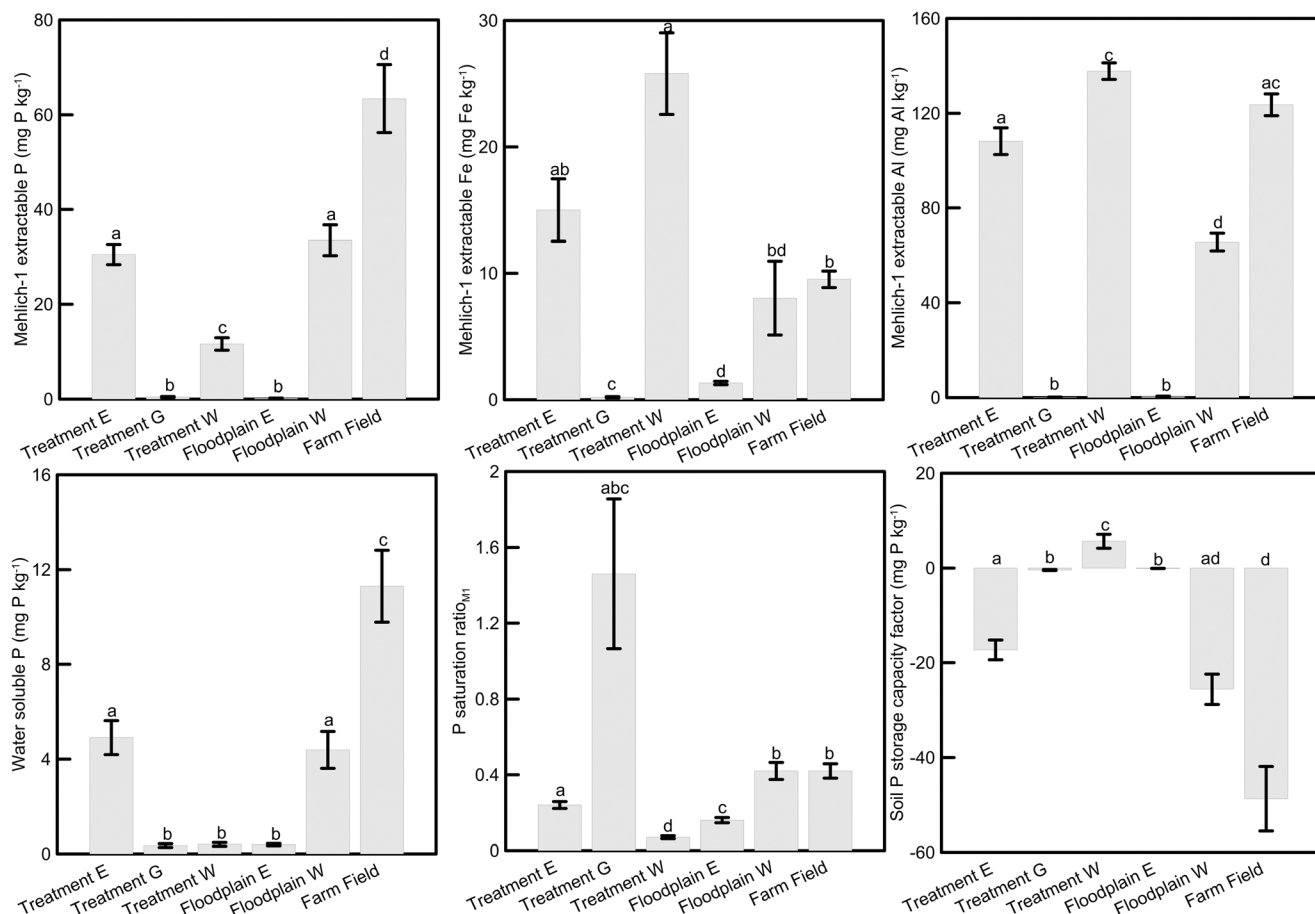 Mehlich-1 extractable P (mg P kg⁻¹)
80
60
40
20
0
a
b
c
b
a
d
Treatment E
Treatment G
Treatment W
Floodplain E
Floodplain W
Farm Field
Mehlich-1 extractable Fe (mg Fe kg⁻¹)
30
20
10
0
ab
c
a
d
bd
b
Treatment E
Treatment G
Treatment W
Floodplain E
Floodplain W
Farm Field
Mehlich-1 extractable Al (mg Al kg⁻¹)
160
120
80
40
0
a
b
c
b
d
ac
Treatment E
Treatment G
Treatment W
Floodplain E
Floodplain W
Farm Field
Water soluble P (mg P kg⁻¹)
16
12
8
4
0
a
b
b
b
a
c
Treatment E
Treatment G
Treatment W
Floodplain E
Floodplain W
Farm Field
P saturation ratio_M1
2
1.6
1.2
0.8
0.4
0
a
abc
d
c
b
b
Treatment E
Treatment G
Treatment W
Floodplain E
Floodplain W
Farm Field
Soil P storage capacity factor (mg P kg⁻¹)
20
0
-20
-40
-60
a
b
c
b
ad
d
Treatment E
Treatment G
Treatment W
Floodplain E
Floodplain W
Farm Field